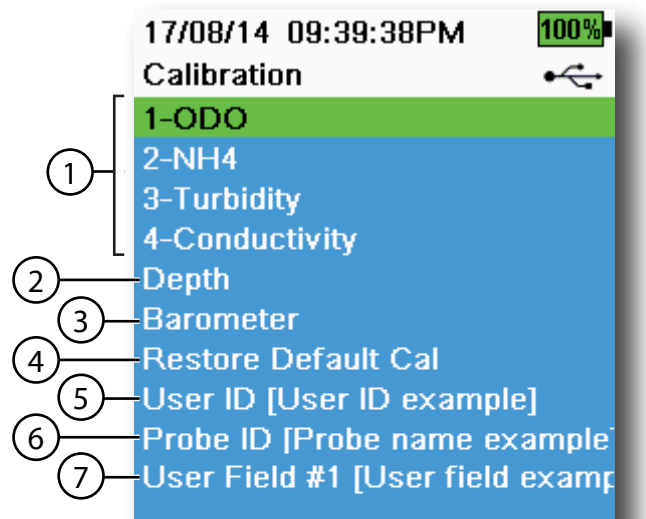 17/08/14 09:39:38PM 100%
Calibration
1-ODO
2-NH4
3-Turbidity
4-Conductivity
Depth
Barometer
Restore Default Cal
User ID [User ID example]
Probe ID [Probe name example
User Field #1 [User field examp
1
2
3
4
5
6
7